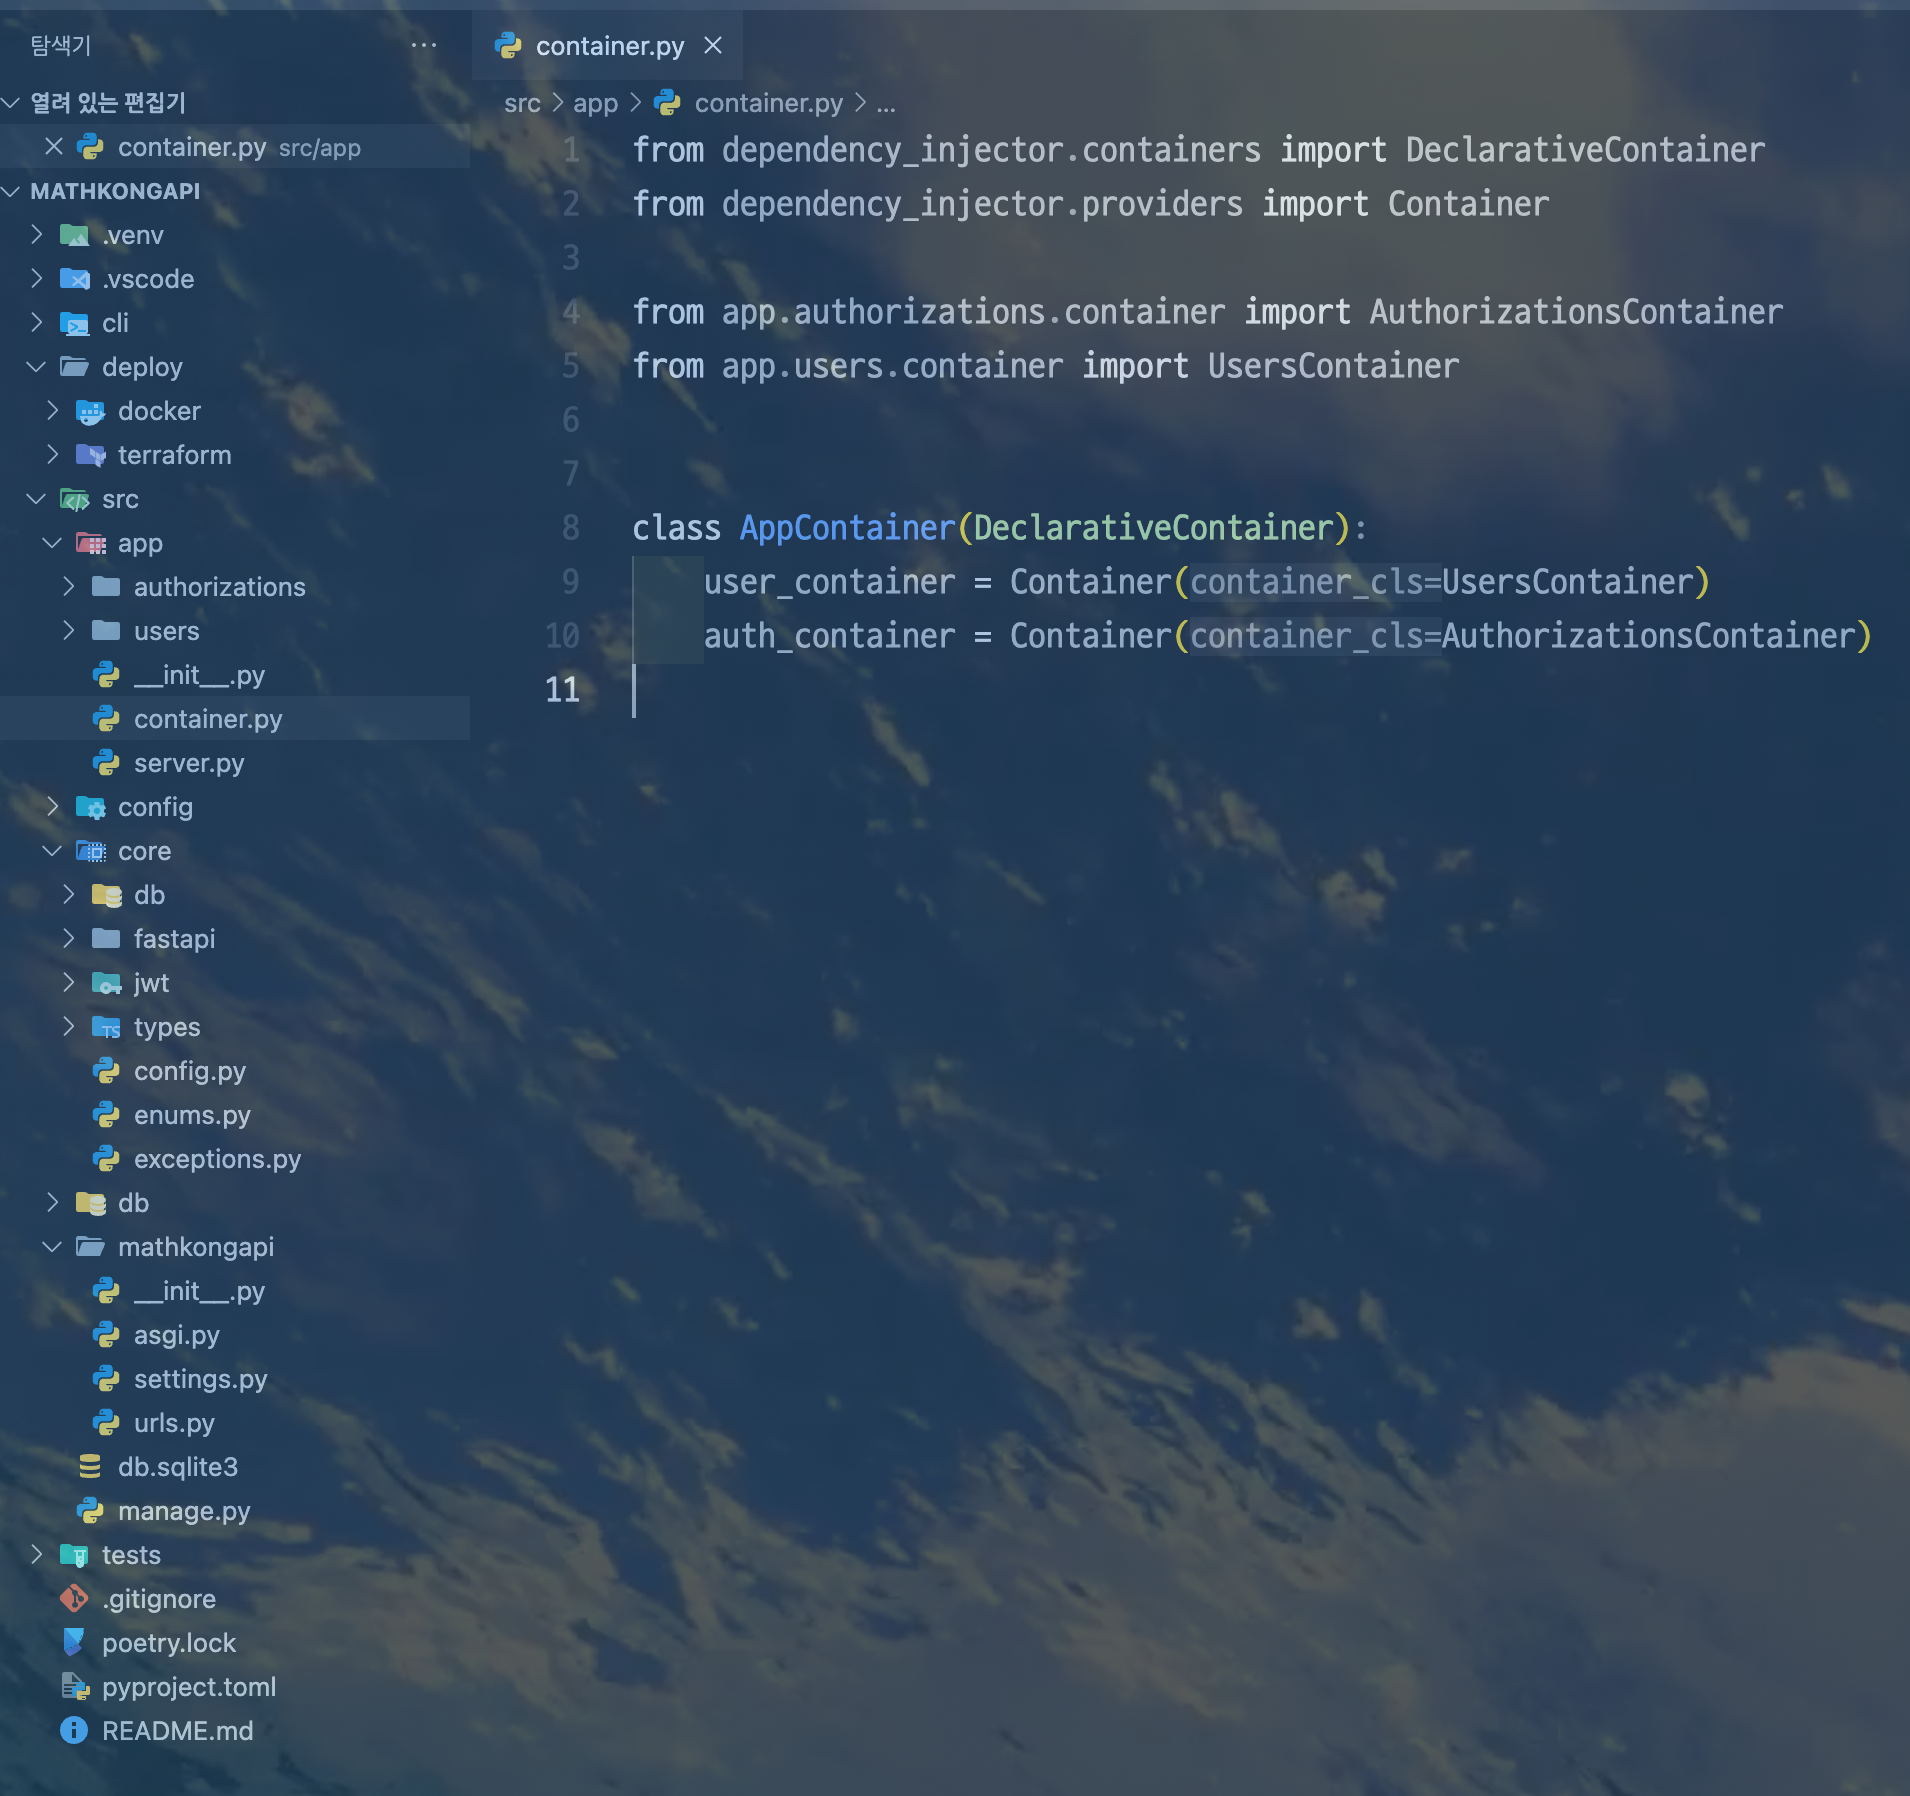 탐색기 ···
열려 있는 편집기
container.py src/app
MATHKONGAPI
.venv
.vscode
cli
deploy
docker
terraform
src
app
authorizations
users
__init__.py
container.py
server.py
config
core
db
fastapi
jwt
types
config.py
enums.py
exceptions.py
db
mathkongapi
__init__.py
asgi.py
settings.py
urls.py
db.sqlite3
manage.py
tests
.gitignore
poetry.lock
pyproject.toml
README.md
container.py
src > app > container.py > ...
1 from dependency_injector.containers import DeclarativeContainer
2 from dependency_injector.providers import Container
3
4 from app.authorizations.container import AuthorizationsContainer
5 from app.users.container import UsersContainer
6
7
8 class AppContainer(DeclarativeContainer):
9     user_container = Container(container_cls=UsersContainer)
10     auth_container = Container(container_cls=AuthorizationsContainer)
11